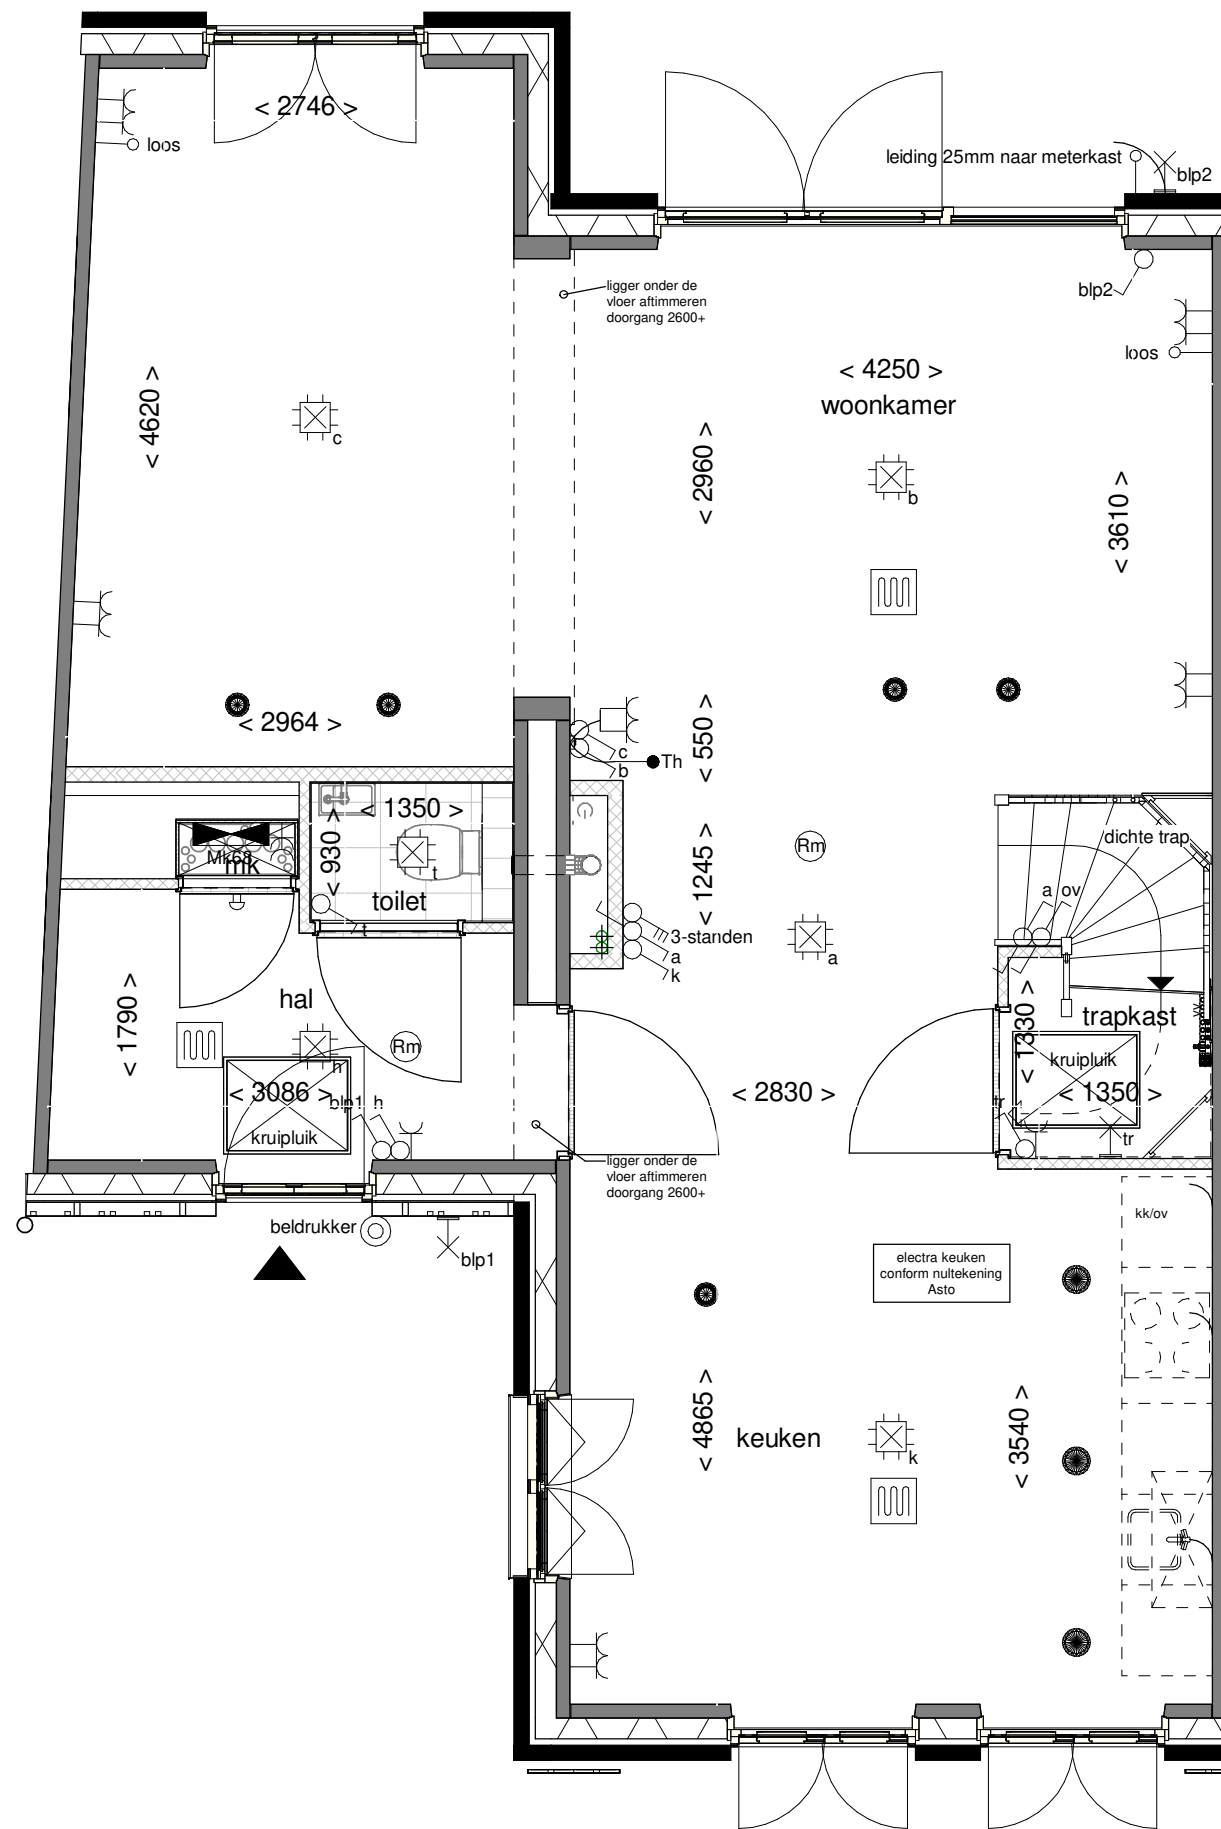 < 2746 >
loos
leiding 25mm naar meterkast
blp2
blp2
ligger onder de
vloer aftimmeren
doorgang 2600+
loos
< 4250 >
woonkamer
< 4620 >
c
< 2960 >
b
< 3610 >
< 2964 >
< 550 >
c
b
Th
< 1350 >
< 930 >
t
toilet
t
Mk68
mk
< 1245 >
Rm
a
3-standen
a
k
dichte trap
a ov
hal
< 1790 >
Rm
h
< 3086 >
blp1 h
kruipluik
< 2830 >
< 1330 >
trapkast
kruipluik
< 1350 >
tr
tr
ligger onder de
vloer aftimmeren
doorgang 2600+
beldrukker
blp1
kk/ov
electra keuken
conform nultekening
Asto
< 4865 >
keuken
k
< 3540 >